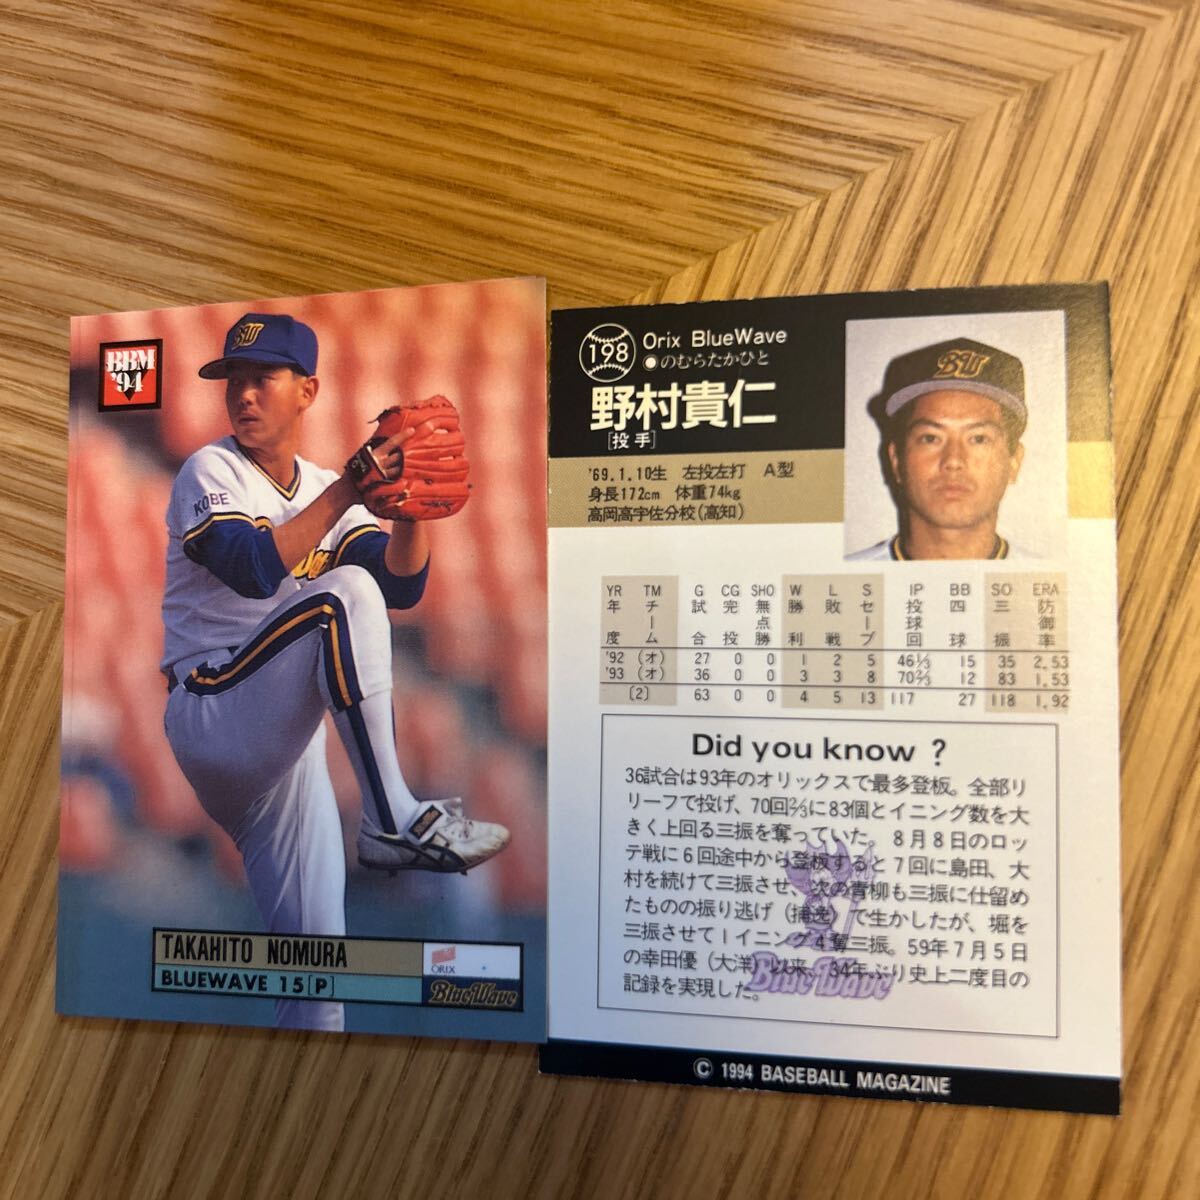 BBM
'94
BW
KOBE
TAKAHITO NOMURA
BLUEWAVE 15[P]
ORIX
BlueWave
198
Orix BlueWave
●のむらたかひと
野村貴仁
[投手]
'69.1.10生 左投左打 A型
身長172cm 体重74kg
高岡高宇佐分校(高知)
BW
YR TM G CG SHO W L S IP BB SO ERA
年度 チーム 試合 完投 無点勝 勝利 敗戦 セーブ 投球回 四球 三振 防御率
'92 (オ) 27 0 0 1 2 5 46⅓ 15 35 2.53
'93 (オ) 36 0 0 3 3 8 70⅔ 12 83 1.53
〔2〕 63 0 0 4 5 13 117 27 118 1.92
Did you know ?
36試合は93年のオリックスで最多登板。全部リ
リーフで投げ、70回⅔に83個とイニング数を大
きく上回る三振を奪っていた。8月8日のロッ
テ戦に6回途中から登板すると7回に島田、大
村を続けて三振させ、次の青柳も三振に仕留め
たものの振り逃げ(捕逸)で生かしたが、堀を
三振させて1イニング4奪三振。59年7月5日
の幸田優(大洋)以来、34年ぶり史上二度目の
記録を実現した。
BlueWave
© 1994 BASEBALL MAGAZINE